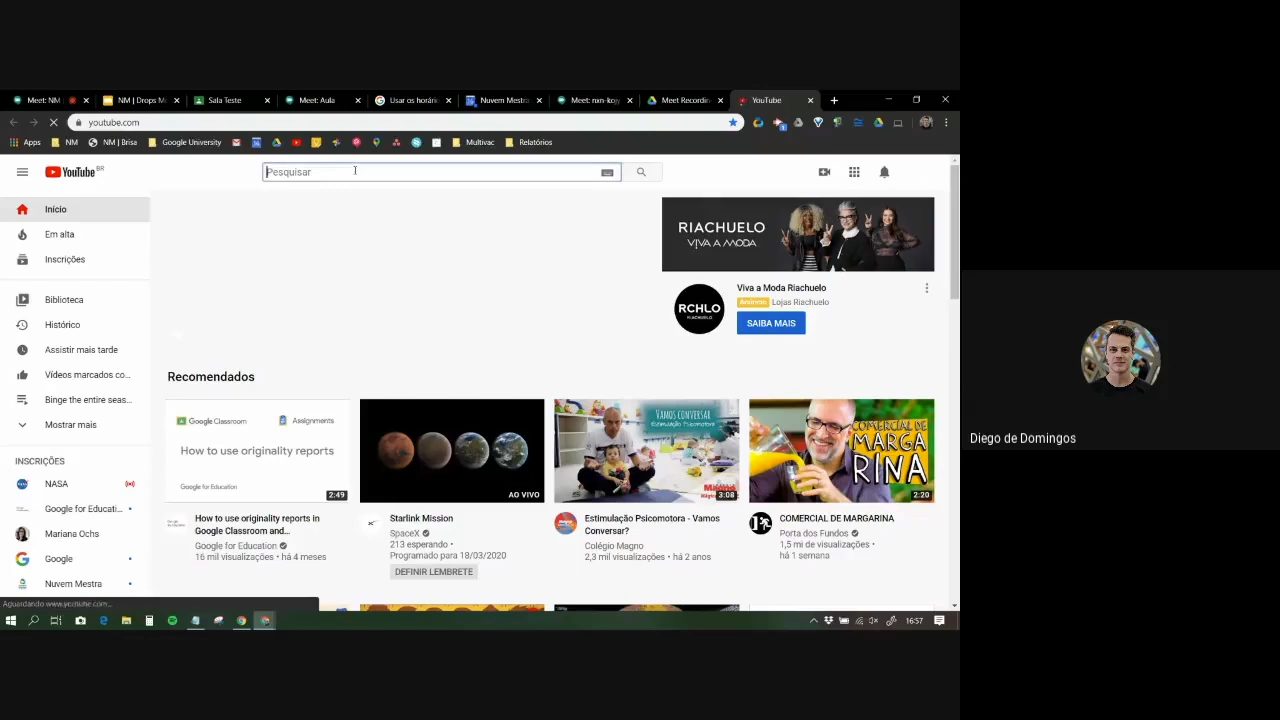 Meet: NM
NM | Drops M
Sala Teste
Meet: Aula
Usar os horári
Nuvem Mestra
Meet: nxn-kojy
Meet Recordin
YouTube
youtube.com
Apps
NM
NM | Brisa
Google University
Multivac
Relatórios
YouTube BR
Pesquisar
Início
Em alta
Inscrições
Biblioteca
Histórico
Assistir mais tarde
Vídeos marcados co...
Binge the entire seas...
Mostrar mais
INSCRIÇÕES
NASA
Google for Educati...
Mariana Ochs
Google
Nuvem Mestra
RIACHUELO
VIVA A MODA
RCHLO
RIACHUELO
Viva a Moda Riachuelo
Anúncio Lojas Riachuelo
SAIBA MAIS
Recomendados
Google Classroom
Assignments
How to use originality reports
Google for Education
2:49
How to use originality reports in
Google Classroom and...
Google for Education
16 mil visualizações • há 4 meses
AO VIVO
Starlink Mission
SpaceX
213 esperando •
Programado para 18/03/2020
DEFINIR LEMBRETE
VAMOS CONVERSAR
Estimulação Psicomotora
3:08
Estimulação Psicomotora - Vamos
Conversar?
Colégio Magno
2,3 mil visualizações • há 2 anos
COMERCIAL DE
MARGA
RINA
2:20
COMERCIAL DE MARGARINA
Porta dos Fundos
1,5 mi de visualizações •
há 1 semana
Aguardando www.youtube.com...
16:57
Diego de Domingos